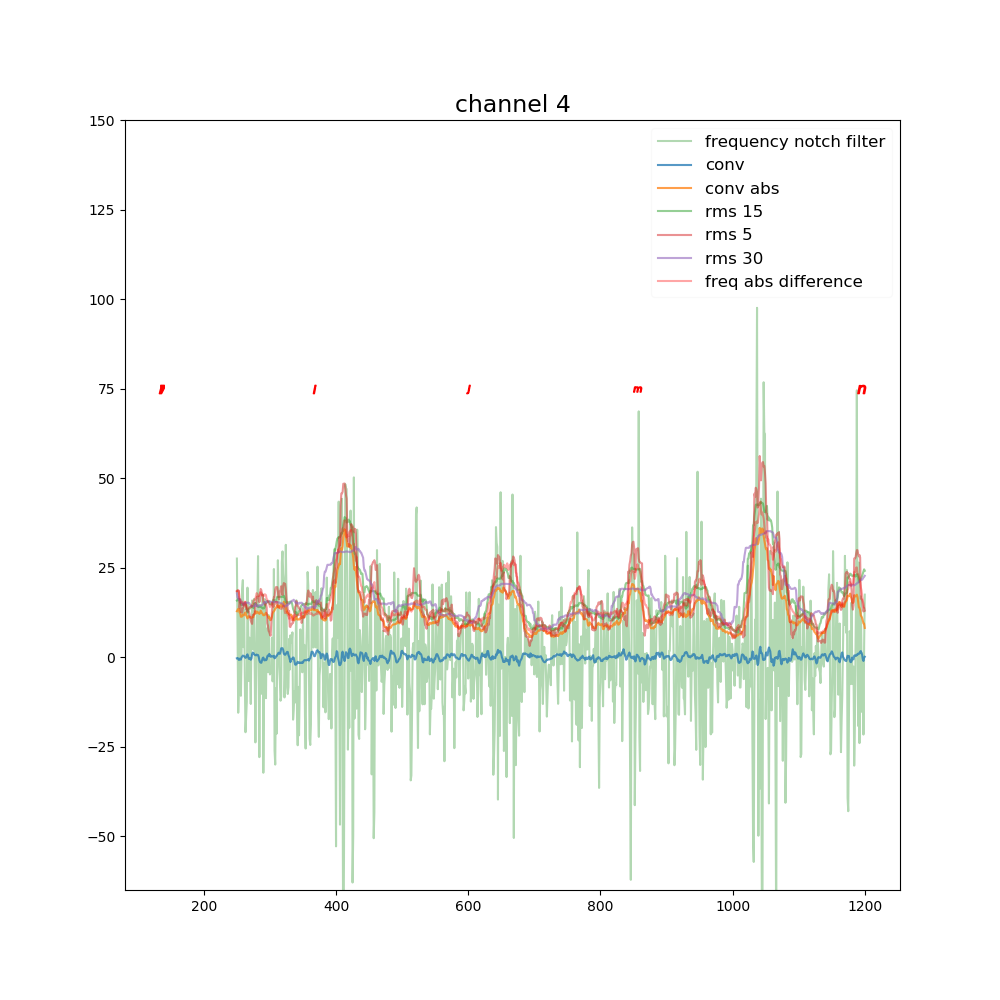 channel 4
150
125
100
75
50
25
0
−25
−50
frequency notch filter
conv
conv abs
rms 15
rms 5
rms 30
freq abs difference
m
n
200 400 600 800 1000 1200